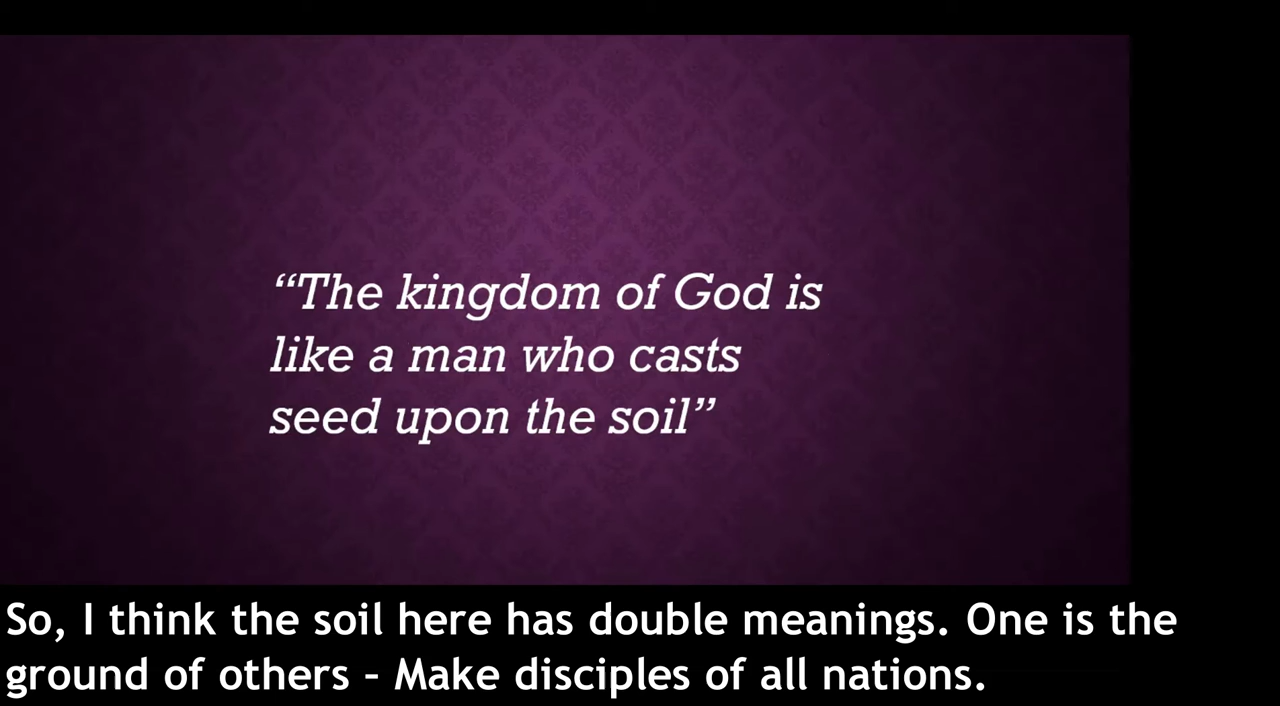 “The kingdom of God is
like a man who casts
seed upon the soil”
So, I think the soil here has double meanings. One is the
ground of others – Make disciples of all nations.